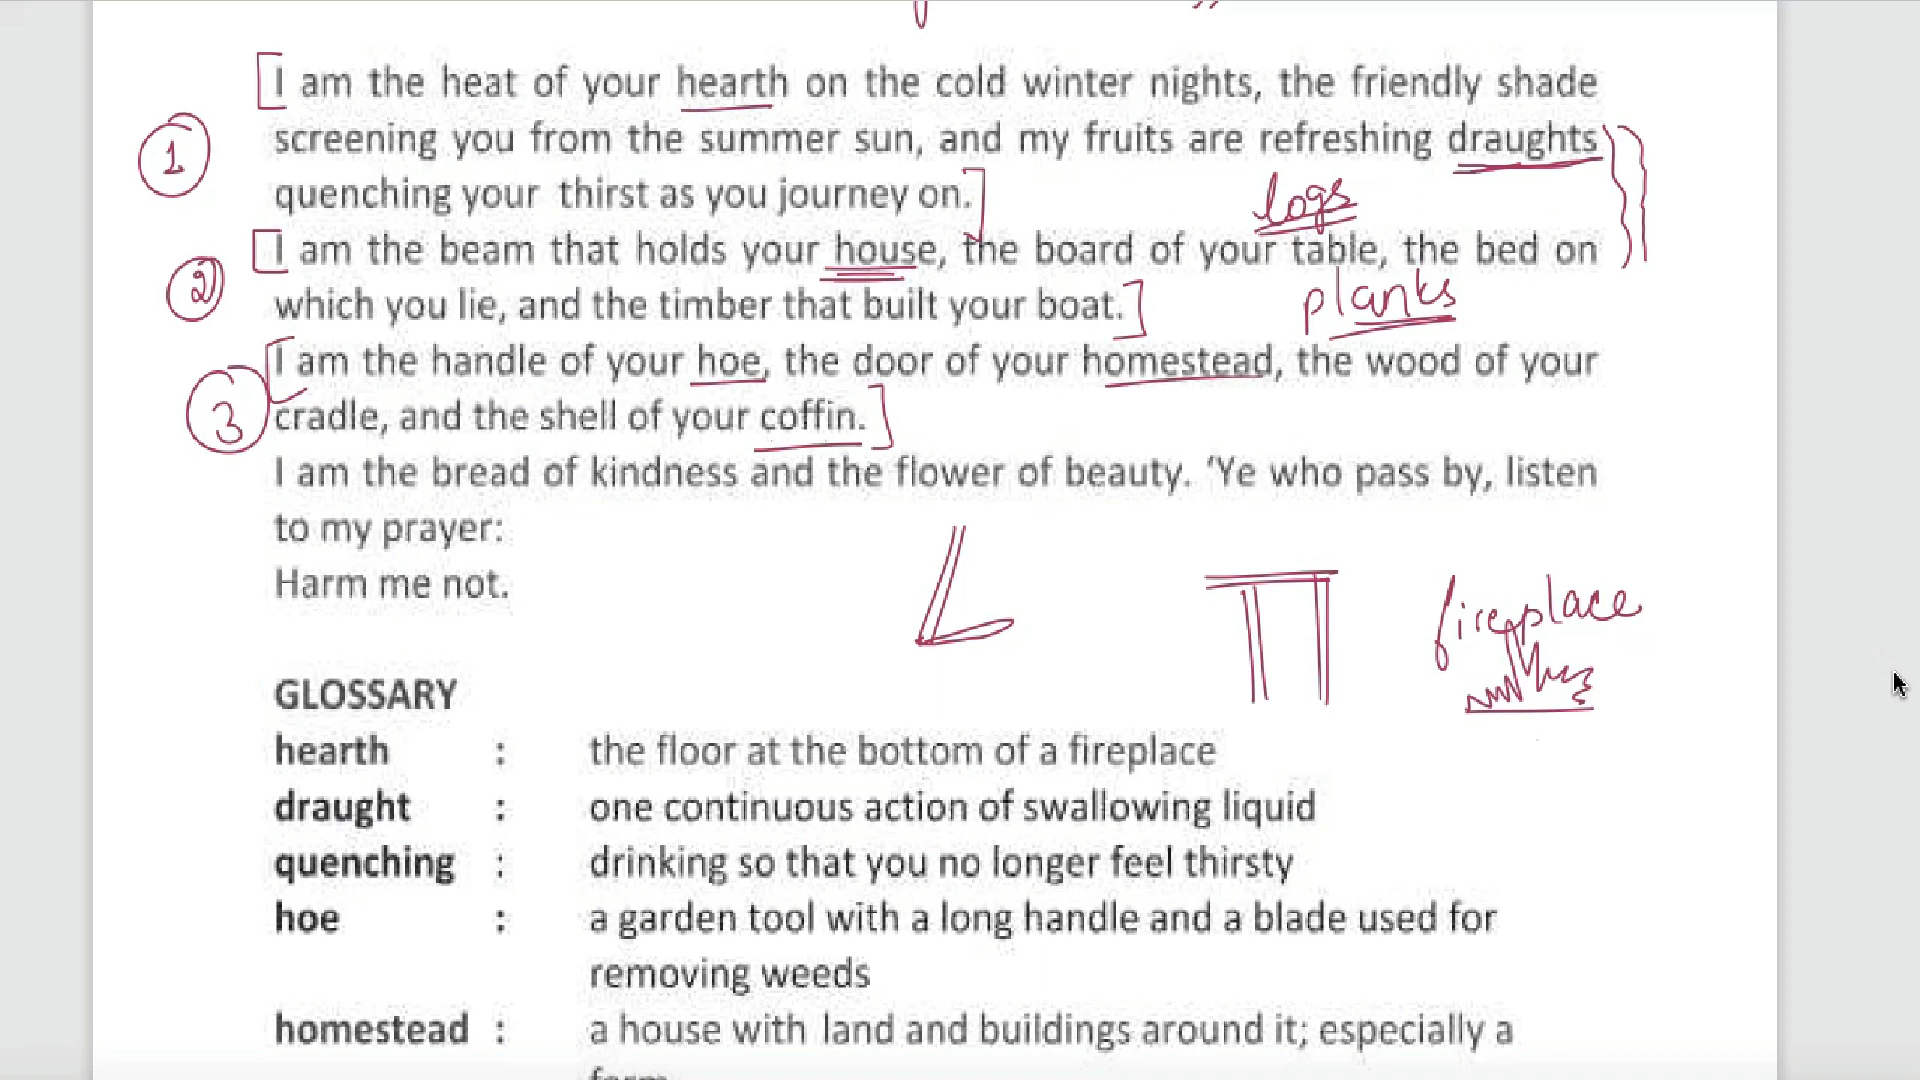 I am the heat of your hearth on the cold winter nights, the friendly shade
screening you from the summer sun, and my fruits are refreshing draughts
1
quenching your thirst as you journey on.
logs
I am the beam that holds your house, the board of your table, the bed on
2
which you lie, and the timber that built your boat.
planks
I am the handle of your hoe, the door of your homestead, the wood of your
3
cradle, and the shell of your coffin.
I am the bread of kindness and the flower of beauty. ‘Ye who pass by, listen
to my prayer:
Harm me not.
fireplace
GLOSSARY
hearth : the floor at the bottom of a fireplace
draught : one continuous action of swallowing liquid
quenching : drinking so that you no longer feel thirsty
hoe : a garden tool with a long handle and a blade used for
removing weeds
homestead : a house with land and buildings around it; especially a